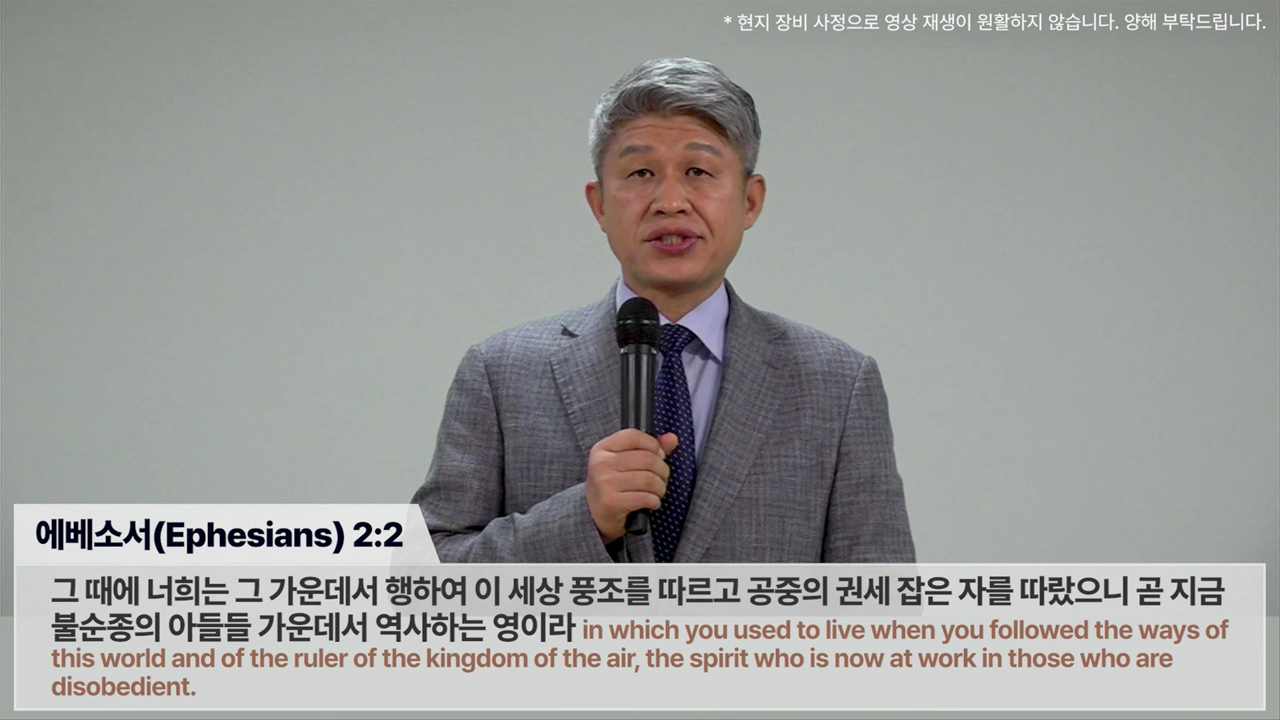 * 현지 장비 사정으로 영상 재생이 원활하지 않습니다. 양해 부탁드립니다.
에베소서(Ephesians) 2:2
그 때에 너희는 그 가운데서 행하여 이 세상 풍조를 따르고 공중의 권세 잡은 자를 따랐으니 곧 지금
불순종의 아들들 가운데서 역사하는 영이라 in which you used to live when you followed the ways of
this world and of the ruler of the kingdom of the air, the spirit who is now at work in those who are
disobedient.